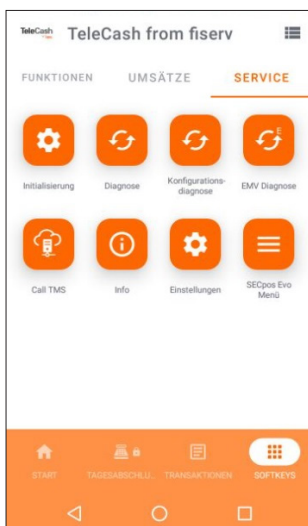 TeleCash TeleCash from fiserv
FUNKTIONEN UMSÄTZE SERVICE
Initialisierung Diagnose Konfigurations-
diagnose EMV Diagnose
E
Call TMS Info Einstellungen SECpos Evo
Menü
START TAGESABSCHLU... TRANSAKTIONEN SOFTKEYS